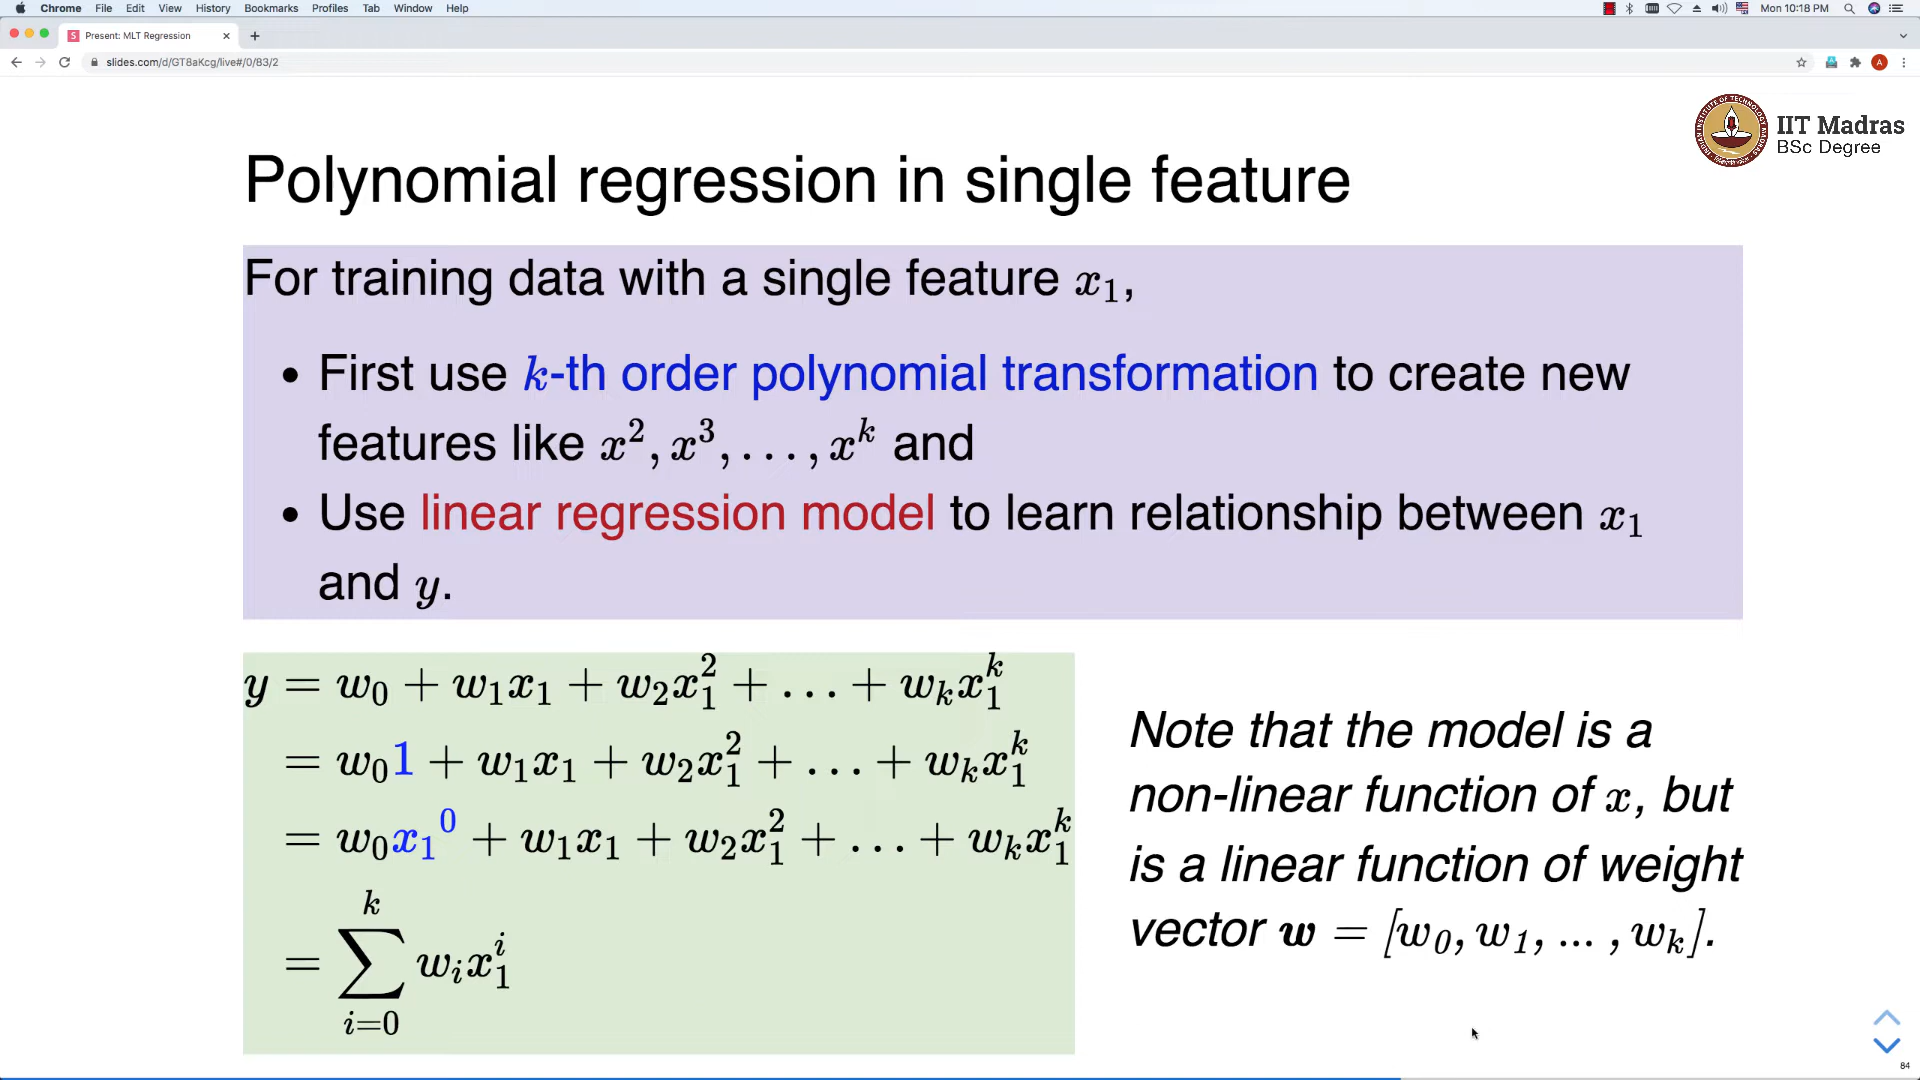 Chrome File Edit View History Bookmarks Profiles Tab Window Help Mon 10:18 PM
Present: MLT Regression
slides.com/d/GT8aKcg/live#/0/83/2
A
IIT Madras
BSc Degree
Polynomial regression in single feature
For training data with a single feature x₁,
• First use k-th order polynomial transformation to create new
features like x², x³, . . . , xᵏ and
• Use linear regression model to learn relationship between x₁
and y.
y = w₀ + w₁x₁ + w₂x₁² + . . . + wₖx₁ᵏ
= w₀1 + w₁x₁ + w₂x₁² + . . . + wₖx₁ᵏ
= w₀x₁⁰ + w₁x₁ + w₂x₁² + . . . + wₖx₁ᵏ
= ∑ᵢ₌₀ᵏ wᵢx₁ⁱ
Note that the model is a
non-linear function of x, but
is a linear function of weight
vector w = [w₀, w₁, ... , wₖ].
84